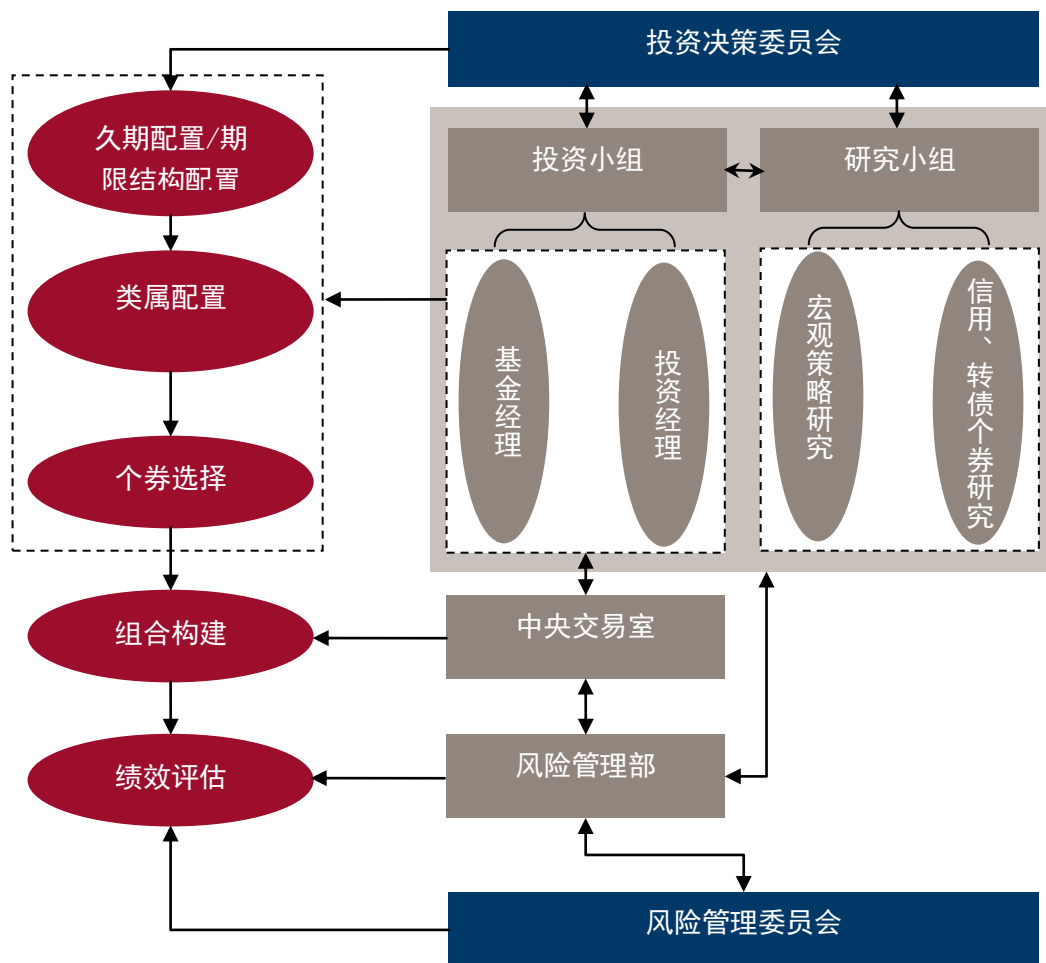 投资决策委员会
久期配置/期
限结构配置
投资小组
研究小组
类属配置
基金经理
投资经理
宏观策略研究
信用、转债个券研究
个券选择
组合构建
中央交易室
绩效评估
风险管理部
风险管理委员会